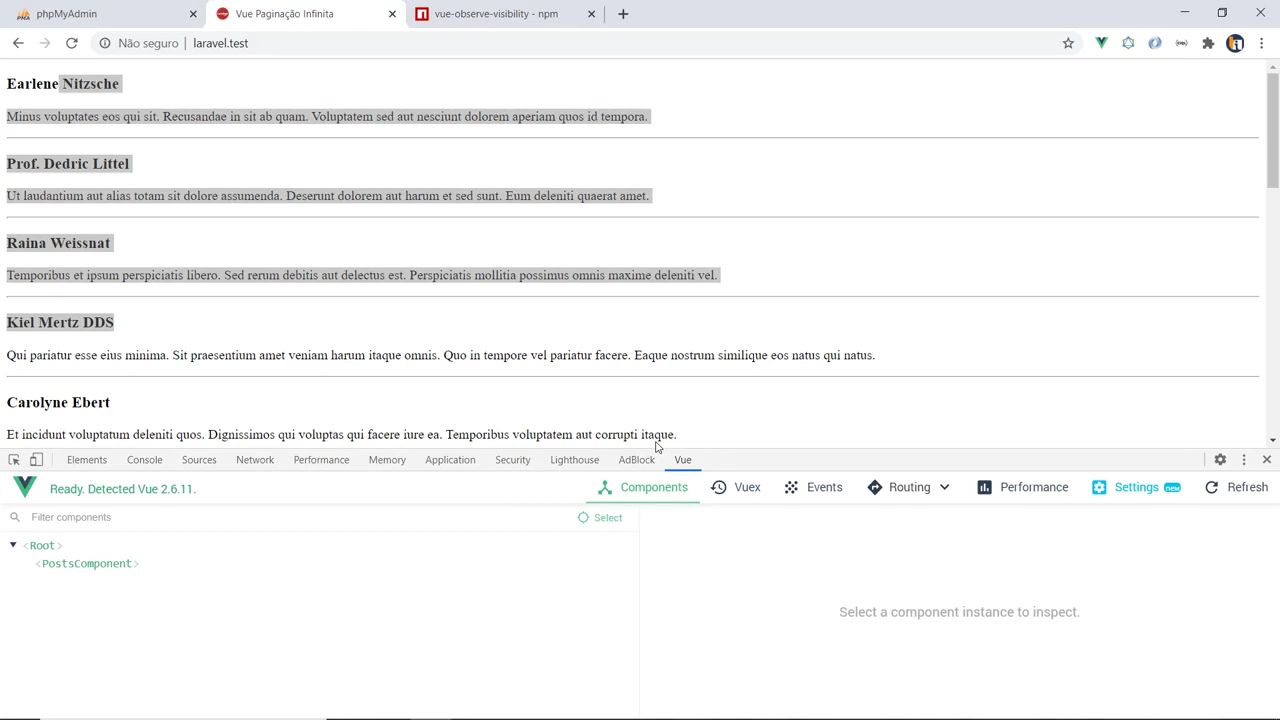 phpMyAdmin
Vue Paginação Infinita
vue-observe-visibility - npm
Não seguro | laravel.test
Earlene Nitzsche
Minus voluptates eos qui sit. Recusandae in sit ab quam. Voluptatem sed aut nesciunt dolorem aperiam quos id tempora.
Prof. Dedric Littel
Ut laudantium aut alias totam sit dolore assumenda. Deserunt dolorem aut harum et sed sunt. Eum deleniti quaerat amet.
Raina Weissnat
Temporibus et ipsum perspiciatis libero. Sed rerum debitis aut delectus est. Perspiciatis mollitia possimus omnis maxime deleniti vel.
Kiel Mertz DDS
Qui pariatur esse eius minima. Sit praesentium amet veniam harum itaque omnis. Quo in tempore vel pariatur facere. Eaque nostrum similique eos natus qui natus.
Carolyne Ebert
Et incidunt voluptatum deleniti quos. Dignissimos qui voluptas qui facere iure ea. Temporibus voluptatem aut corrupti itaque.
Elements Console Sources Network Performance Memory Application Security Lighthouse AdBlock Vue
Ready. Detected Vue 2.6.11.
Components Vuex Events Routing Performance Settings new Refresh
Filter components
Select
<Root>
<PostsComponent>
Select a component instance to inspect.